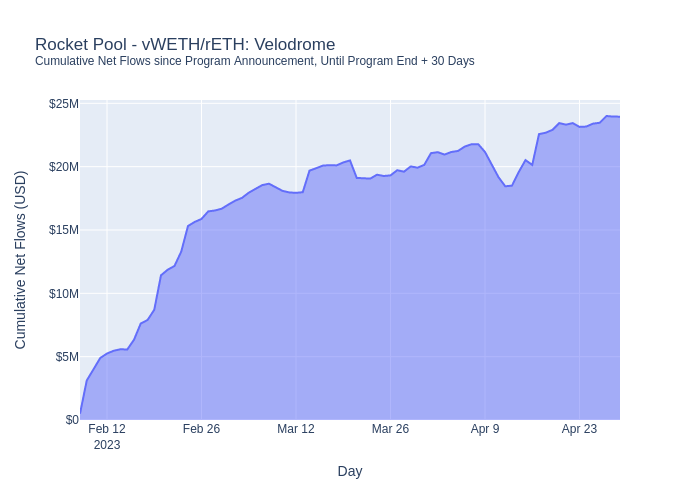 Rocket Pool - vWETH/rETH: Velodrome
Cumulative Net Flows since Program Announcement, Until Program End + 30 Days
Cumulative Net Flows (USD)
$25M
$20M
$15M
$10M
$5M
$0
Feb 12 Feb 26 Mar 12 Mar 26 Apr 9 Apr 23
2023
Day